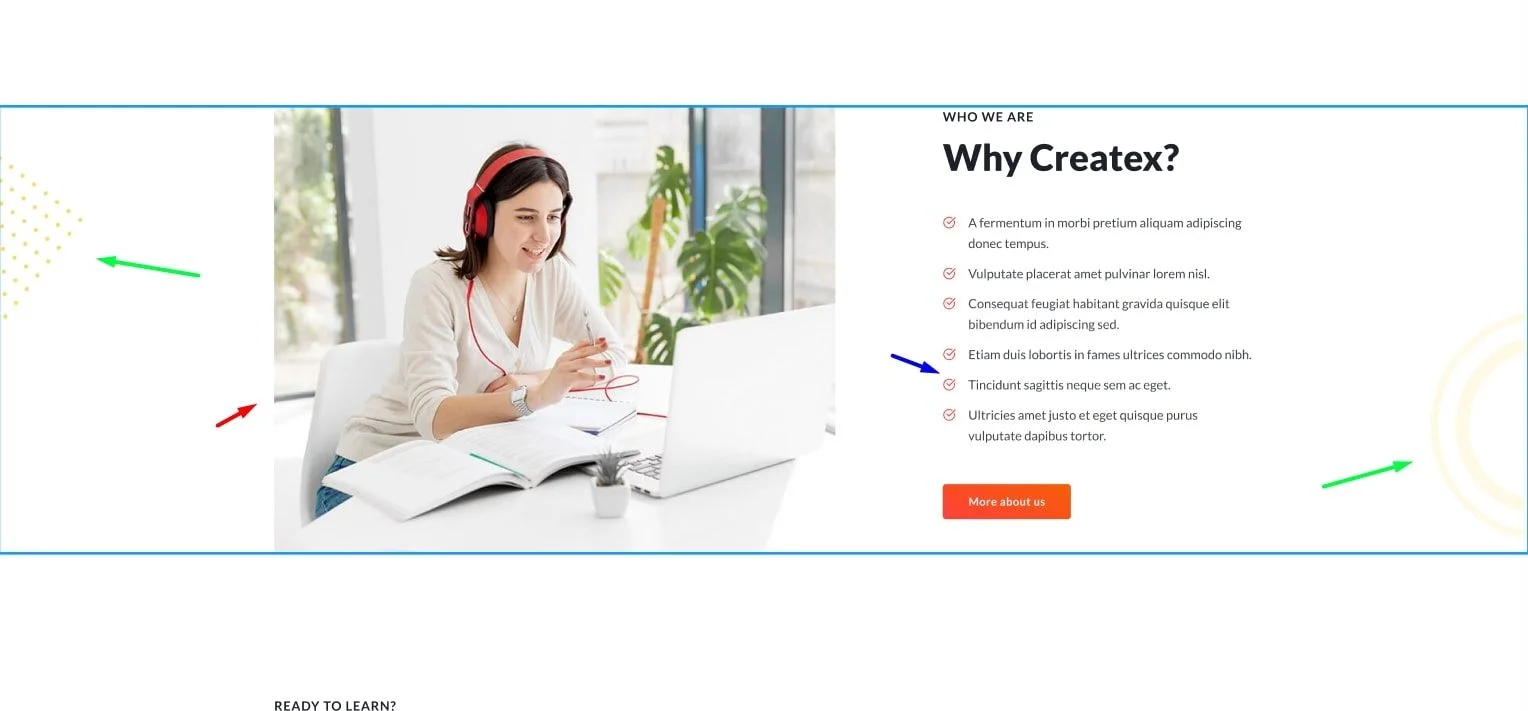 WHO WE ARE
Why Createx?
A fermentum in morbi pretium aliquam adipiscing
donec tempus.
Vulputate placerat amet pulvinar lorem nisl.
Consequat feugiat habitant gravida quisque elit
bibendum id adipiscing sed.
Etiam duis lobortis in fames ultrices commodo nibh.
Tincidunt sagittis neque sem ac eget.
Ultricies amet justo et eget quisque purus
vulputate dapibus tortor.
More about us
READY TO LEARN?